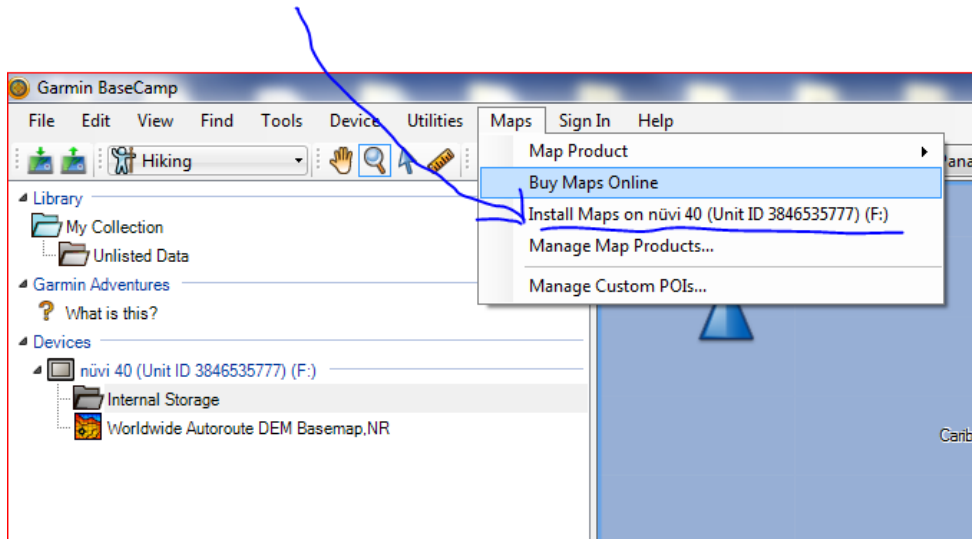 Garmin BaseCamp
File Edit View Find Tools Device Utilities Maps Sign In Help
Hiking
Map Product
Buy Maps Online
Install Maps on nüvi 40 (Unit ID 3846535777) (F:)
Manage Map Products...
Manage Custom POIs...
Library
My Collection
Unlisted Data
Garmin Adventures
? What is this?
Devices
nüvi 40 (Unit ID 3846535777) (F:)
Internal Storage
Worldwide Autoroute DEM Basemap,NR